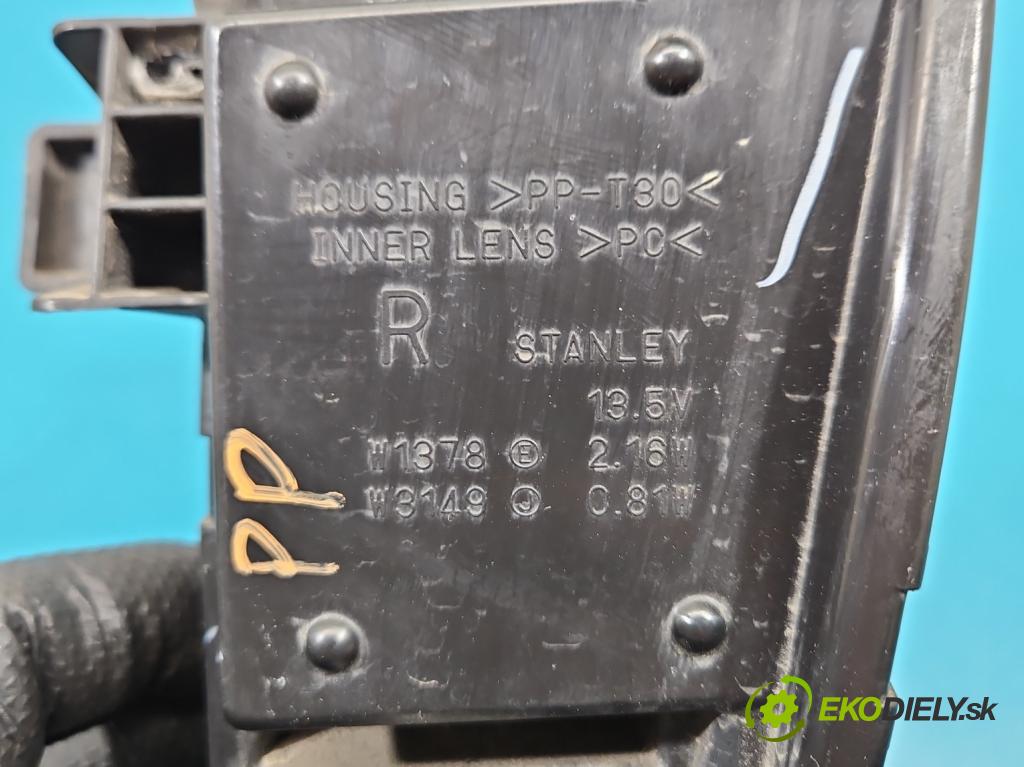 HOUSING >PP-T30<
INNER LENS >PC<
R STANLEY
13.5V
W1378 Ⓔ 2.16W
W3149 Ⓙ 0.81W
PP
EKODIELY.sk